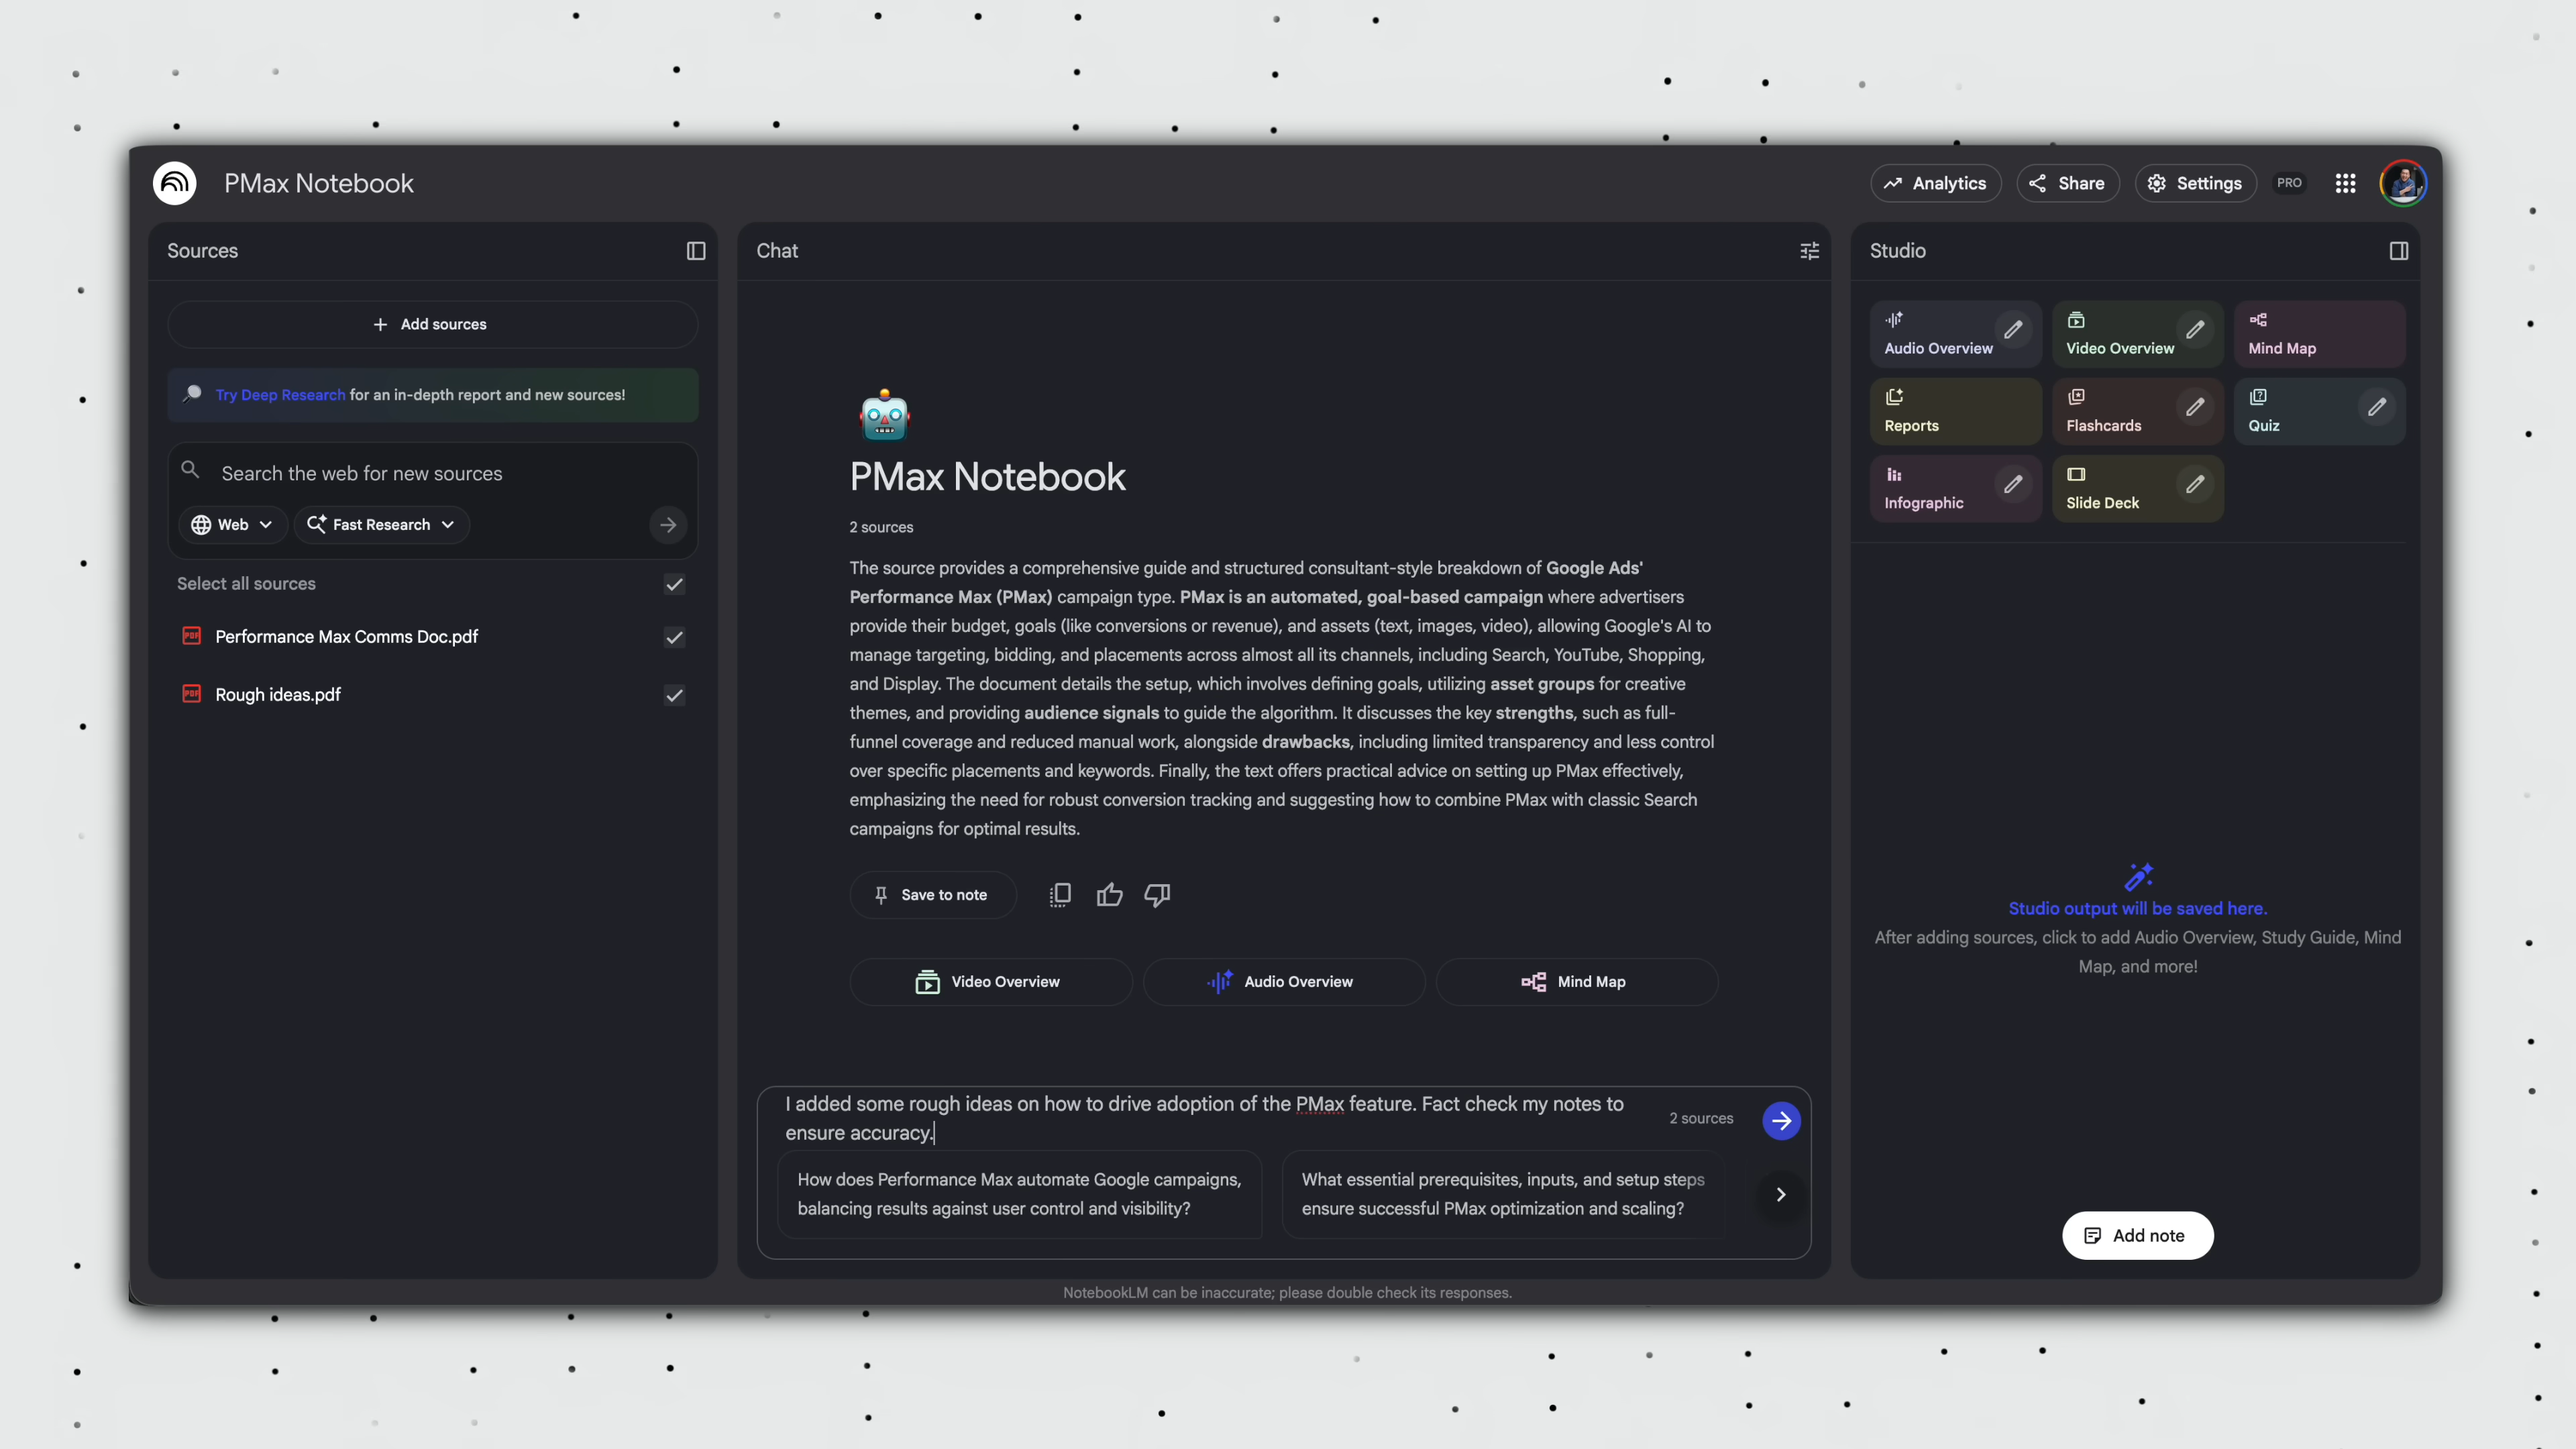 PMax Notebook
Analytics
Share
Settings
PRO
Sources
Add sources
Try Deep Research for an in-depth report and new sources!
Search the web for new sources
Web
Fast Research
Select all sources
PDF Performance Max Comms Doc.pdf
PDF Rough ideas.pdf
Chat
PMax Notebook
2 sources
The source provides a comprehensive guide and structured consultant-style breakdown of Google Ads'
Performance Max (PMax) campaign type. PMax is an automated, goal-based campaign where advertisers
provide their budget, goals (like conversions or revenue), and assets (text, images, video), allowing Google's AI to
manage targeting, bidding, and placements across almost all its channels, including Search, YouTube, Shopping,
and Display. The document details the setup, which involves defining goals, utilizing asset groups for creative
themes, and providing audience signals to guide the algorithm. It discusses the key strengths, such as full-
funnel coverage and reduced manual work, alongside drawbacks, including limited transparency and less control
over specific placements and keywords. Finally, the text offers practical advice on setting up PMax effectively,
emphasizing the need for robust conversion tracking and suggesting how to combine PMax with classic Search
campaigns for optimal results.
Save to note
Video Overview
Audio Overview
Mind Map
I added some rough ideas on how to drive adoption of the PMax feature. Fact check my notes to
ensure accuracy.
2 sources
How does Performance Max automate Google campaigns,
balancing results against user control and visibility?
What essential prerequisites, inputs, and setup steps
ensure successful PMax optimization and scaling?
NotebookLM can be inaccurate; please double check its responses.
Studio
Audio Overview
Video Overview
Mind Map
Reports
Flashcards
Quiz
Infographic
Slide Deck
Studio output will be saved here.
After adding sources, click to add Audio Overview, Study Guide, Mind
Map, and more!
Add note